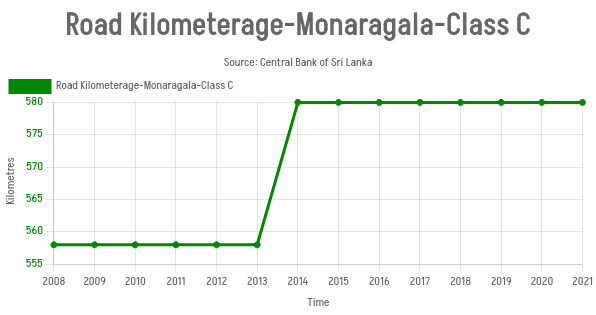 Road Kilometerage-Monaragala-Class C
Source: Central Bank of Sri Lanka
Road Kilometerage-Monaragala-Class C
580
575
570
565
560
555
Kilometres
2008 2009 2010 2011 2012 2013 2014 2015 2016 2017 2018 2019 2020 2021
Time